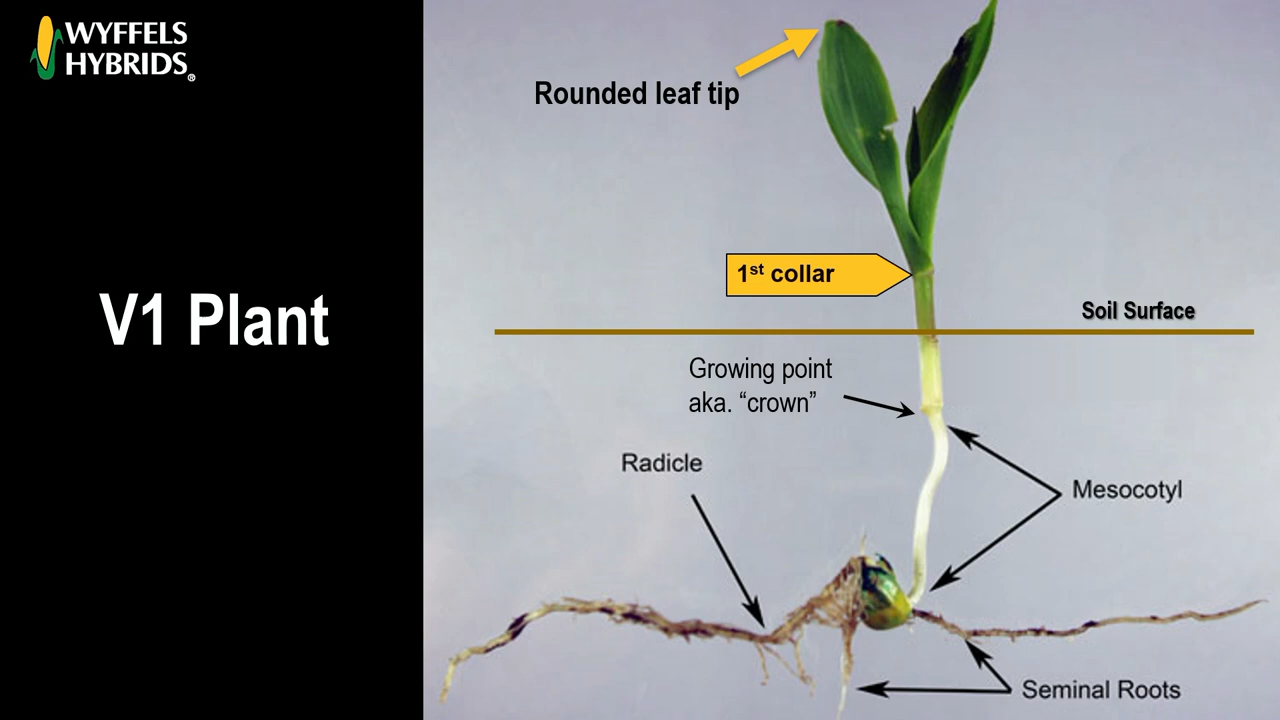 WYFFELS
HYBRIDS®
V1 Plant
Rounded leaf tip
1st collar
Soil Surface
Growing point
aka. “crown”
Radicle
Mesocotyl
Seminal Roots